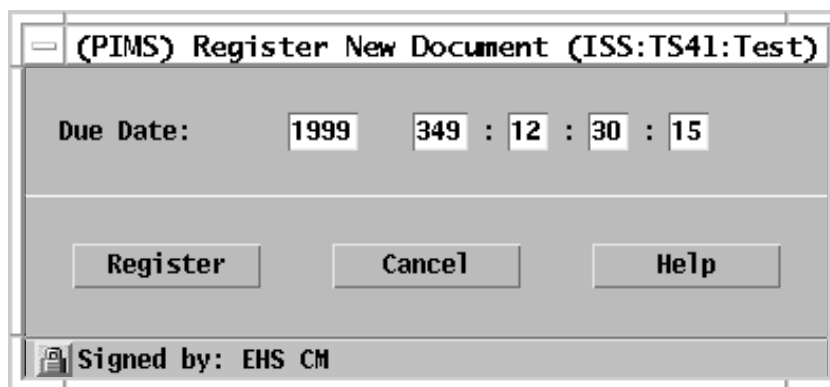 (PIMS) Register New Document (ISS:TS41:Test)
Due Date: 1999 349 : 12 : 30 : 15
Register Cancel Help
Signed by: EHS CM